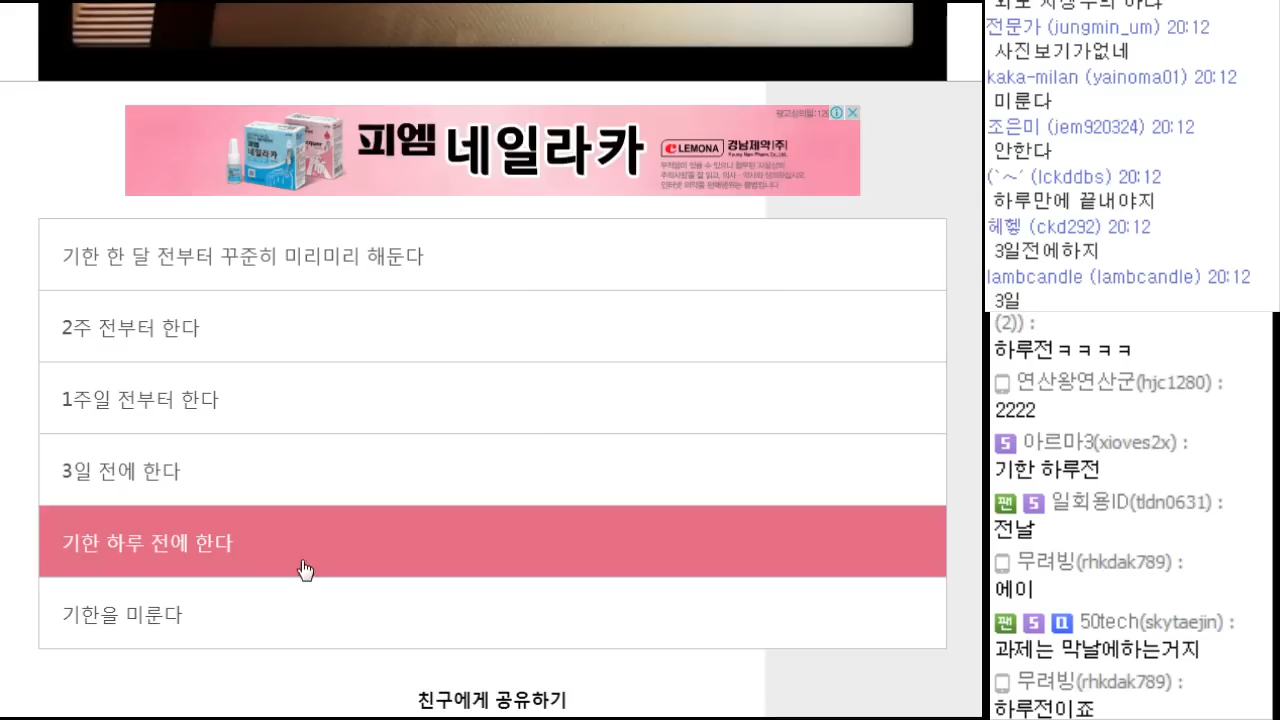 피엠 네일라카
LEMONA 경남제약(주)
기한 한 달 전부터 꾸준히 미리미리 해둔다
2주 전부터 한다
1주일 전부터 한다
3일 전에 한다
기한 하루 전에 한다
기한을 미룬다
친구에게 공유하기
전문가 (jungmin_um) 20:12
사진보기가없네
kaka-milan (yainoma01) 20:12
미룬다
조은미 (jem920324) 20:12
안한다
(`～´ (lckddbs) 20:12
하루만에 끝내야지
헤헿 (ckd292) 20:12
3일전에하지
lambcandle (lambcandle) 20:12
3일
(2)) :
하루전ㅋㅋㅋㅋ
연산왕연산군(hjc1280) :
2222
S 아르마3(xioves2x) :
기한 하루전
팬 S 일회용ID(tldn0631) :
전날
무려빙(rhkdak789) :
에이
팬 S 50tech(skytaejin) :
과제는 막날에하는거지
무려빙(rhkdak789) :
하루전이죠